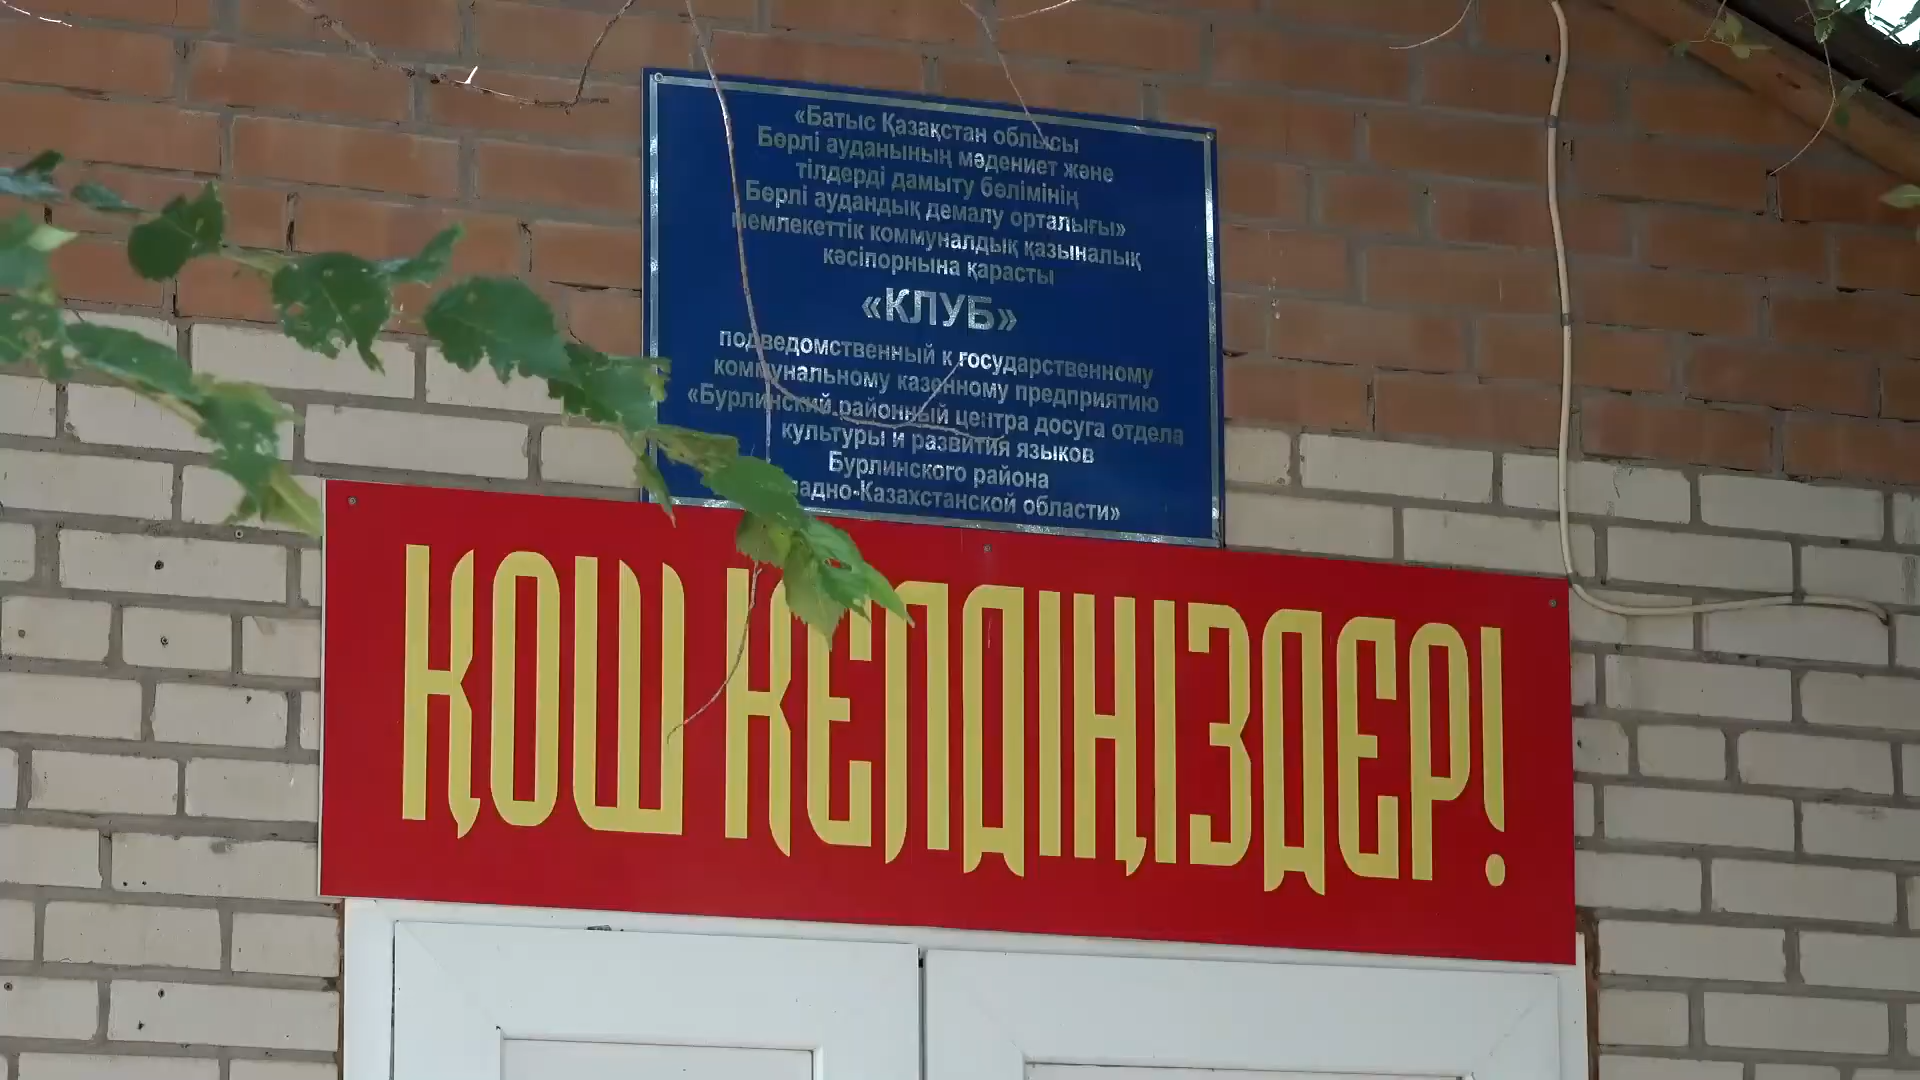 «Батыс Қазақстан облысы
Бөрлі ауданының мәдениет және
тілдерді дамыту бөлімінің
Бөрлі аудандық демалу орталығы»
мемлекеттік коммуналдық қазыналық
кәсіпорнына қарасты
«КЛУБ»
подведомственный к государственному
коммунальному казенному предприятию
«Бурлинский районный центра досуга отдела
культуры и развития языков
Бурлинского района
Западно-Казахстанской области»
ҚОШ КЕЛДІҢІЗДЕР!